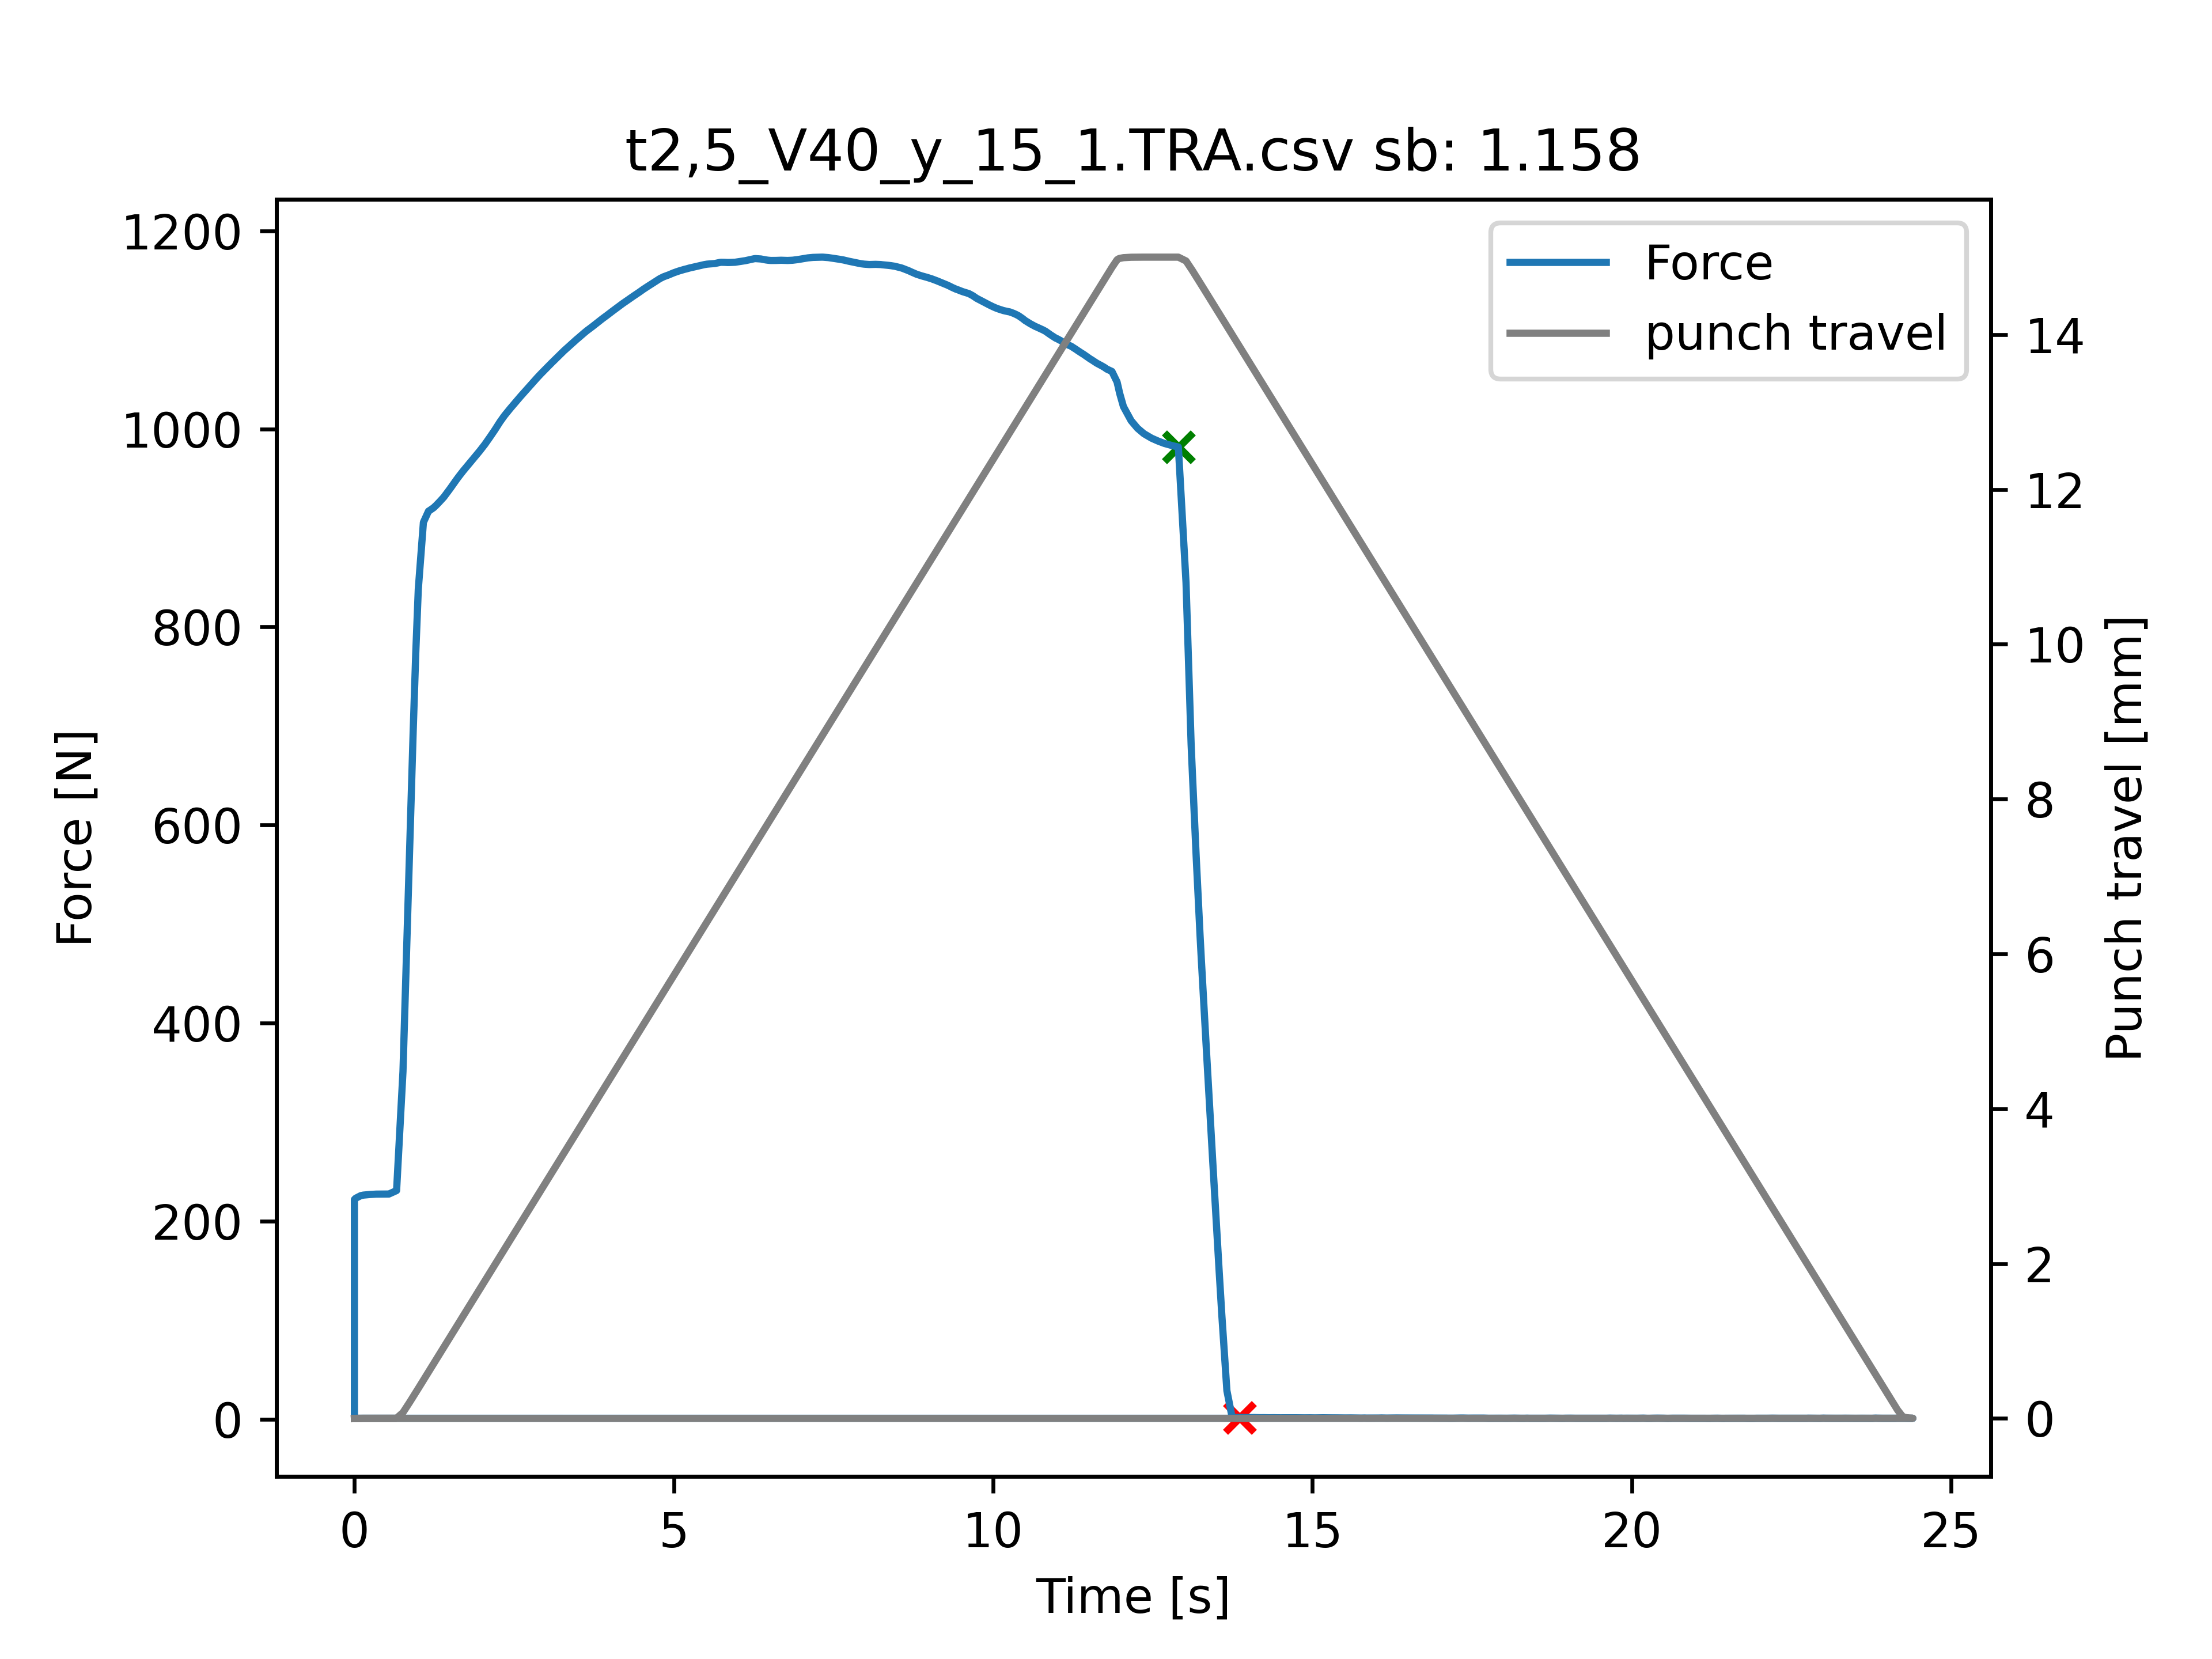 t2,5_V40_y_15_1.TRA.csv sb: 1.158
Force
punch travel
1200
1000
800
600
400
200
0
Force [N]
14
12
10
8
6
4
2
0
Punch travel [mm]
0 5 10 15 20 25
Time [s]